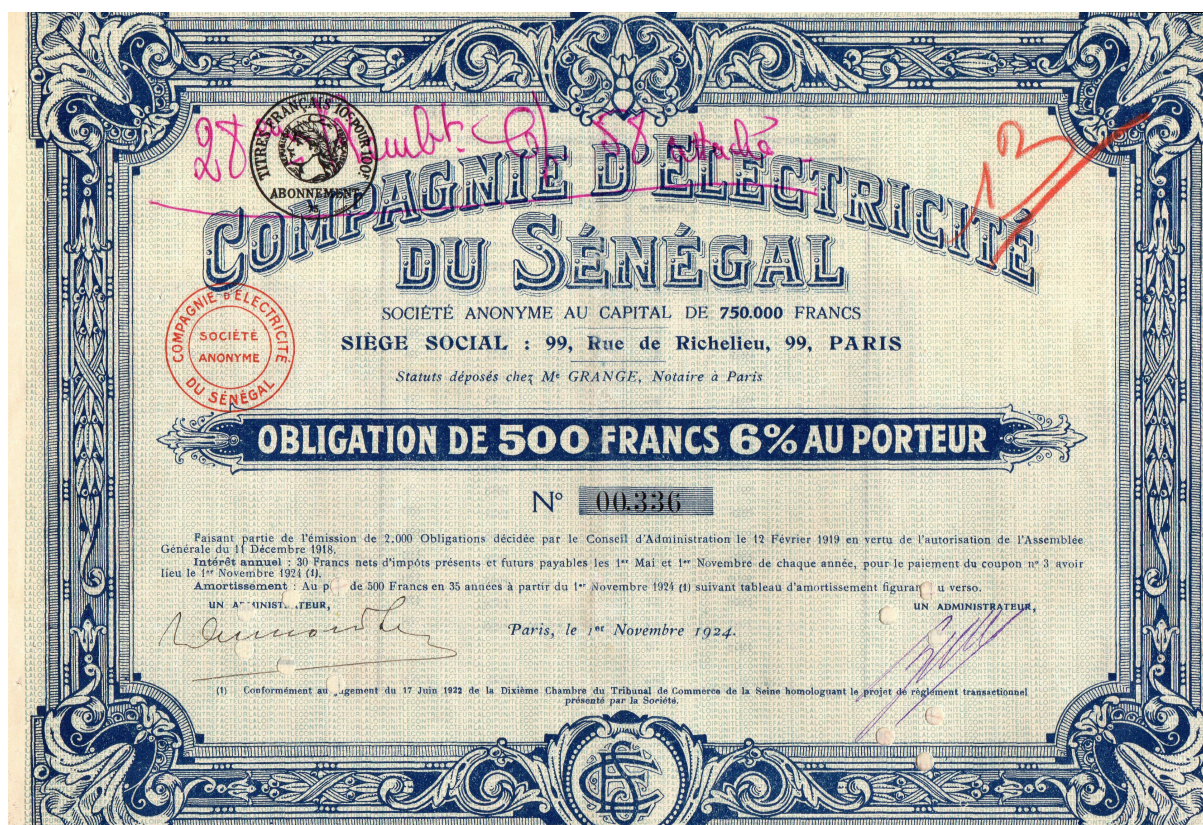 28
58 attaché
12
TITRES FRANÇAIS
ABONNEMENT
COMPAGNIE D'ÉLECTRICITÉ
DU SÉNÉGAL
SOCIÉTÉ ANONYME AU CAPITAL DE 750.000 FRANCS
SIÈGE SOCIAL : 99, Rue de Richelieu, 99, PARIS
Statuts déposés chez Me GRANGE, Notaire à Paris
COMPAGNIE D'ÉLECTRICITÉ
SOCIÉTÉ
ANONYME
DU SÉNÉGAL
OBLIGATION DE 500 FRANCS 6% AU PORTEUR
N° 00.336
Faisant partie de l'émission de 2.000 Obligations décidée par le Conseil d'Administration le 12 Février 1919 en vertu de l'autorisation de l'Assemblée
Générale du 11 Décembre 1918.
Intérêt annuel : 30 Francs nets d'impôts présents et futurs payables les 1er Mai et 1er Novembre de chaque année, pour le paiement du coupon n° 3 avoir
lieu le 1er Novembre 1924 (1).
Amortissement : Au de 500 Francs en 35 années à partir du 1er Novembre 1924 (1) suivant tableau d'amortissement verso.
UN
UN ADMINISTRATEUR,
Paris, le 1er Novembre 1924.
(1) Conformément au jugement du 17 Juin 1922 de la Dixième Chambre du Tribunal de Commerce de la Seine homologuant le projet de règlement transactionnel
présenté par la Société.